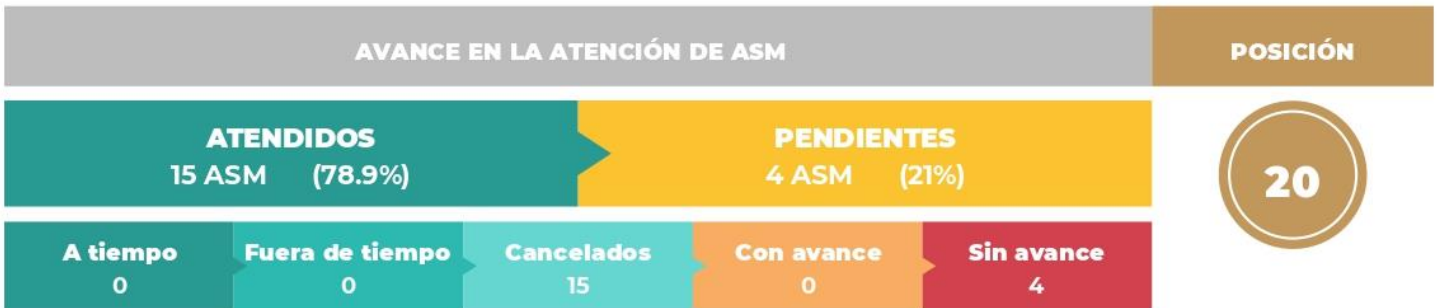 AVANCE EN LA ATENCIÓN DE ASM
POSICIÓN
ATENDIDOS
15 ASM (78.9%)
PENDIENTES
4 ASM (21%)
20
A tiempo
0
Fuera de tiempo
0
Cancelados
15
Con avance
0
Sin avance
4